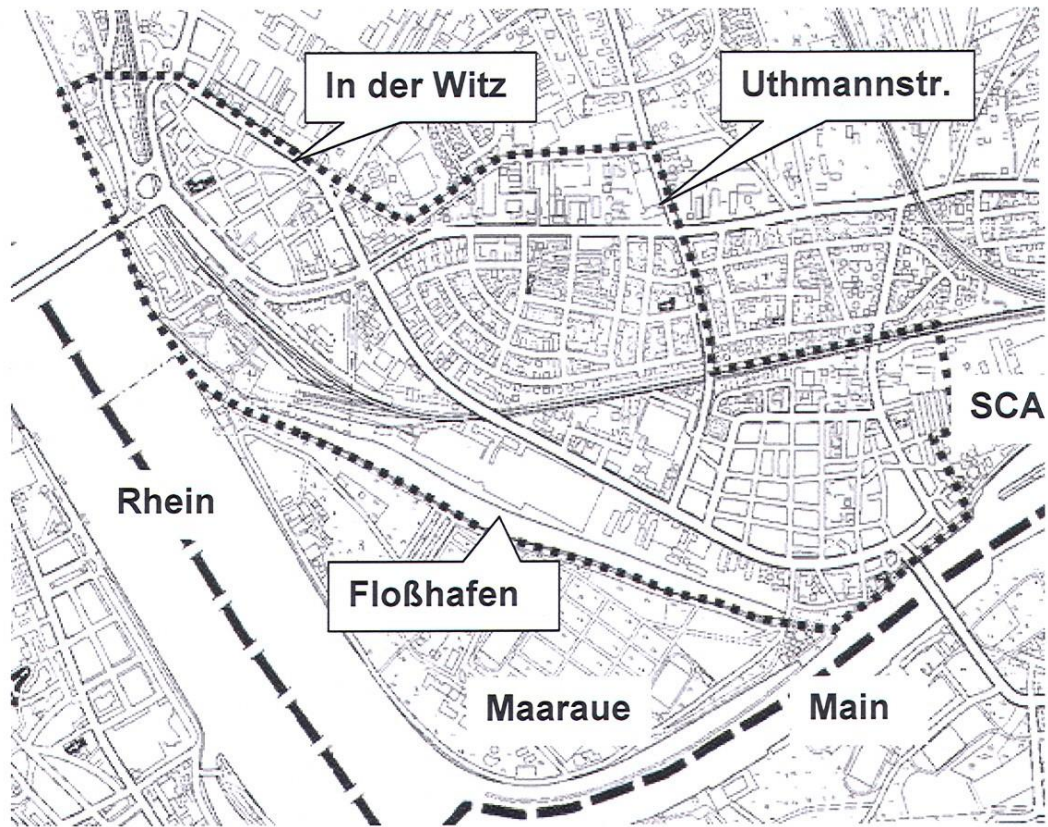 In der Witz
Uthmannstr.
SCA
Rhein
Floßhafen
Maaraue
Main